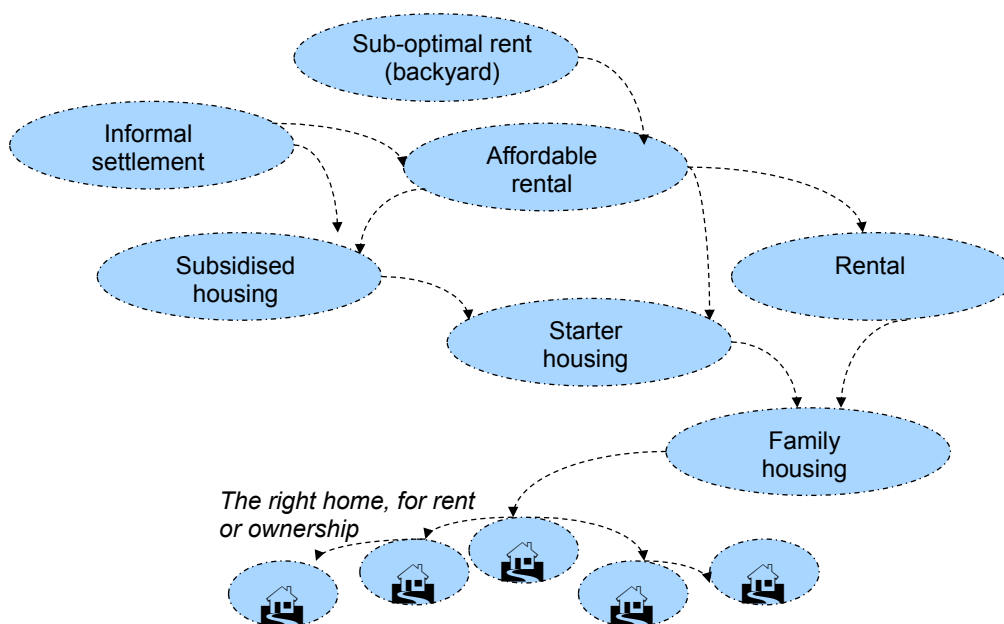 Sub-optimal rent
(backyard)
Informal
settlement
Affordable
rental
Subsidised
housing
Rental
Starter
housing
Family
housing
The right home, for rent
or ownership